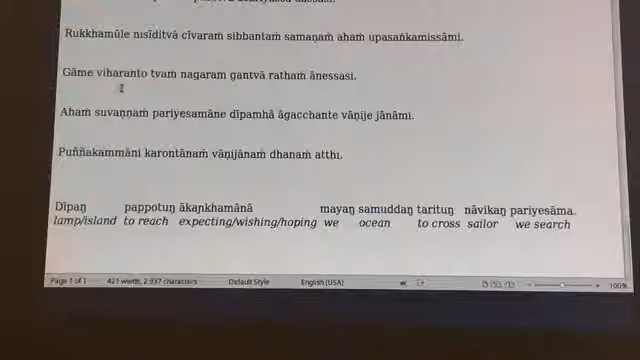 Rukkhamūle nisīditvā cīvaraṁ sibbantaṁ samaṇaṁ ahaṁ upasaṅkamissāmi.
Gāme viharanto tvaṁ nagaraṁ gantvā rathaṁ ānessasi.
Ahaṁ suvaṇṇaṁ pariyesamāne dīpamhā āgacchante vāṇije jānāmi.
Puññakammāni karontānaṁ vāṇijānaṁ dhanaṁ atthi.
Dīpaŋ pappotuŋ ākaŋkhamānā mayaŋ samuddaŋ tarituŋ nāvikaŋ pariyesāma.
lamp/island to reach expecting/wishing/hoping we ocean to cross sailor we search
Page 1 of 1 421 words, 2,937 characters Default Style English (USA) 100%